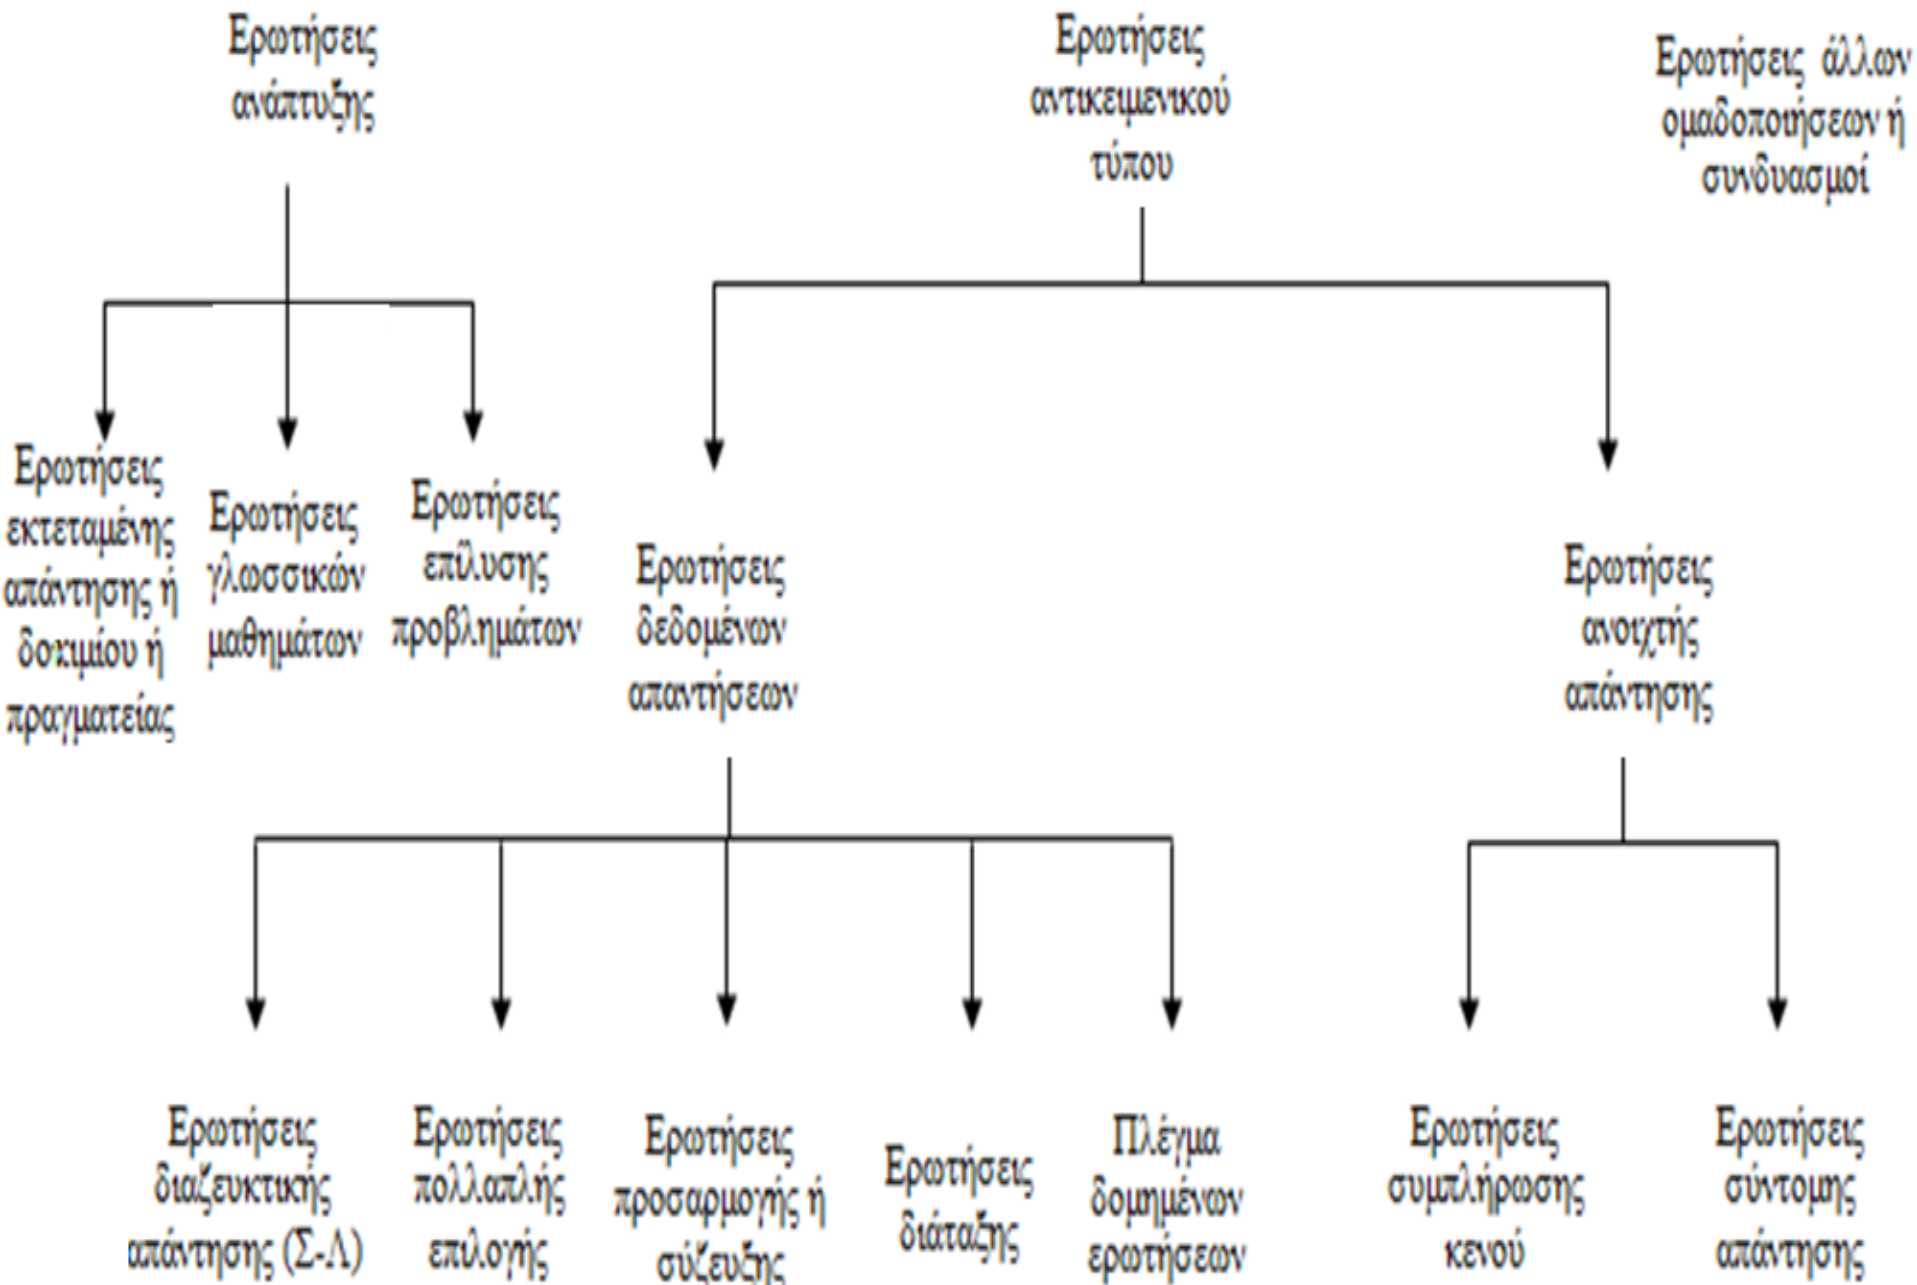 Ερωτήσεις
ανάπτυξης
Ερωτήσεις
αντικειμενικού
τύπου
Ερωτήσεις άλλων
ομαδοποιήσεων ή
συνδυασμοί
Ερωτήσεις
εκτεταμένης
απάντησης ή
δοκιμίου ή
πραγματείας
Ερωτήσεις
γλωσσικών
μαθημάτων
Ερωτήσεις
επίλυσης
προβλημάτων
Ερωτήσεις
δεδομένων
απαντήσεων
Ερωτήσεις
ανοιχτής
απάντησης
Ερωτήσεις
διαζευκτικής
απάντησης (Σ-Λ)
Ερωτήσεις
πολλαπλής
επιλογής
Ερωτήσεις
προσαρμογής ή
σύζευξης
Ερωτήσεις
διάταξης
Πλέγμα
δομημένων
ερωτήσεων
Ερωτήσεις
συμπλήρωσης
κενού
Ερωτήσεις
σύντομης
απάντησης